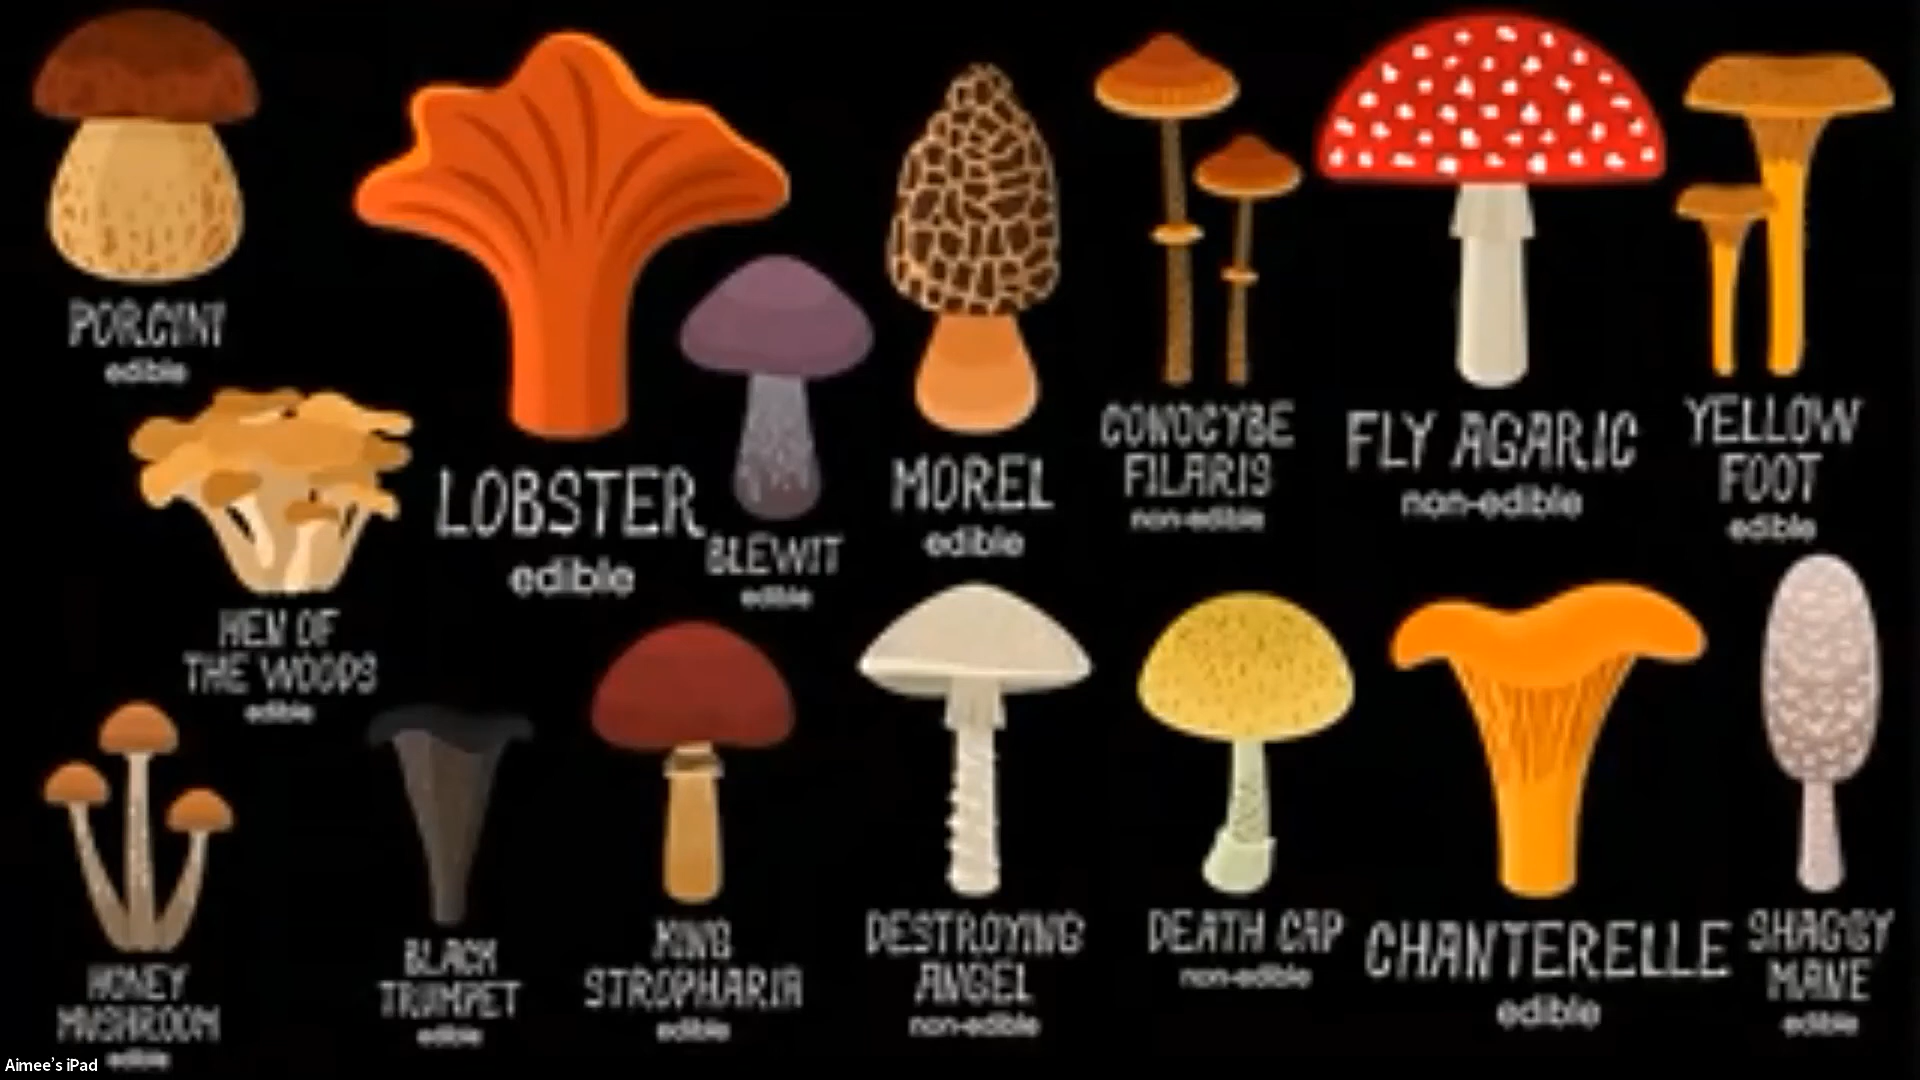 PORCINI
edible
LOBSTER
edible
BLEWIT
edible
MOREL
edible
CONOCYBE
FILARIS
non-edible
FLY AGARIC
non-edible
YELLOW
FOOT
edible
HEN OF
THE WOODS
edible
HONEY
MUSHROOM
edible
BLACK
TRUMPET
edible
KING
STROPHARIA
edible
DESTROYING
ANGEL
non-edible
DEATH CAP
non-edible
CHANTERELLE
edible
SHAGGY
MANE
edible
Aimee's iPad